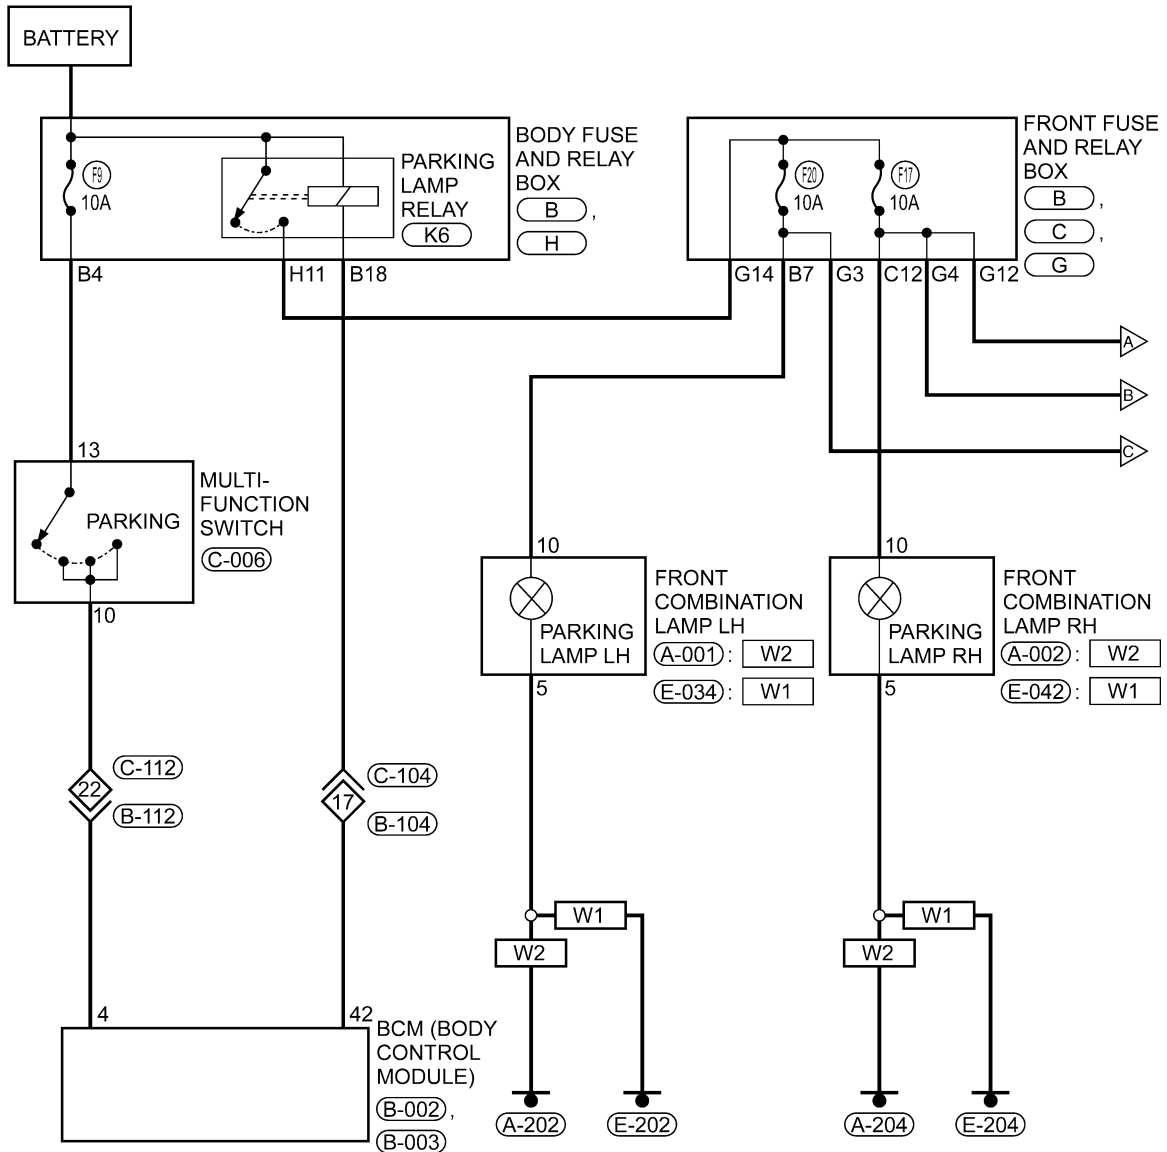 BATTERY
F9
10A
PARKING
LAMP
RELAY
K6
BODY FUSE
AND RELAY
BOX
B ,
H
F20
10A
F17
10A
FRONT FUSE
AND RELAY
BOX
B ,
C ,
G
B4
H11
B18
G14
B7
G3
C12
G4
G12
A
B
C
13
PARKING
MULTI-
FUNCTION
SWITCH
C-006
10
10
PARKING
LAMP LH
FRONT
COMBINATION
LAMP LH
A-001 : W2
E-034 : W1
5
10
PARKING
LAMP RH
FRONT
COMBINATION
LAMP RH
A-002 : W2
E-042 : W1
5
22
C-112
B-112
17
C-104
B-104
W1
W2
W1
W2
4
42
BCM (BODY
CONTROL
MODULE)
B-002 ,
B-003
A-202
E-202
A-204
E-204